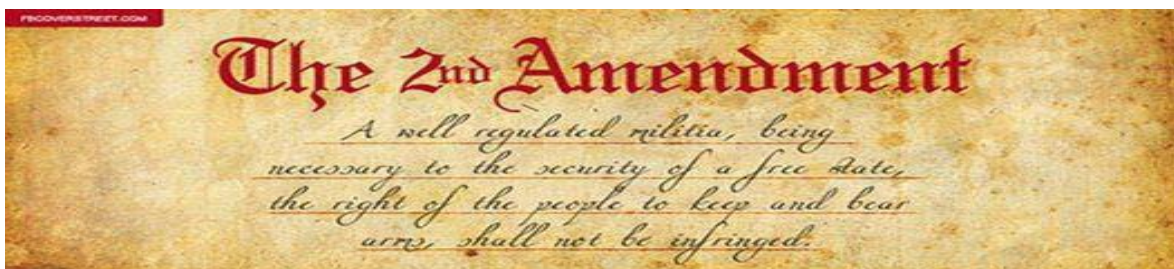 FBCOVERSTREET.COM
The 2nd Amendment
A well regulated militia, being
necessary to the security of a free state,
the right of the people to keep and bear
arms, shall not be infringed.